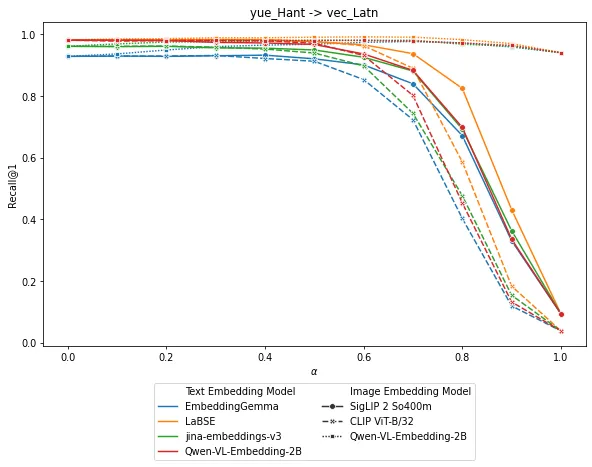 yue_Hant -> vec_Latn
Recall@1
1.0
0.8
0.6
0.4
0.2
0.0
0.0 0.2 0.4 0.6 0.8 1.0
α
Text Embedding Model
EmbeddingGemma
LaBSE
jina-embeddings-v3
Qwen-VL-Embedding-2B
Image Embedding Model
SigLIP 2 So400m
CLIP ViT-B/32
Qwen-VL-Embedding-2B